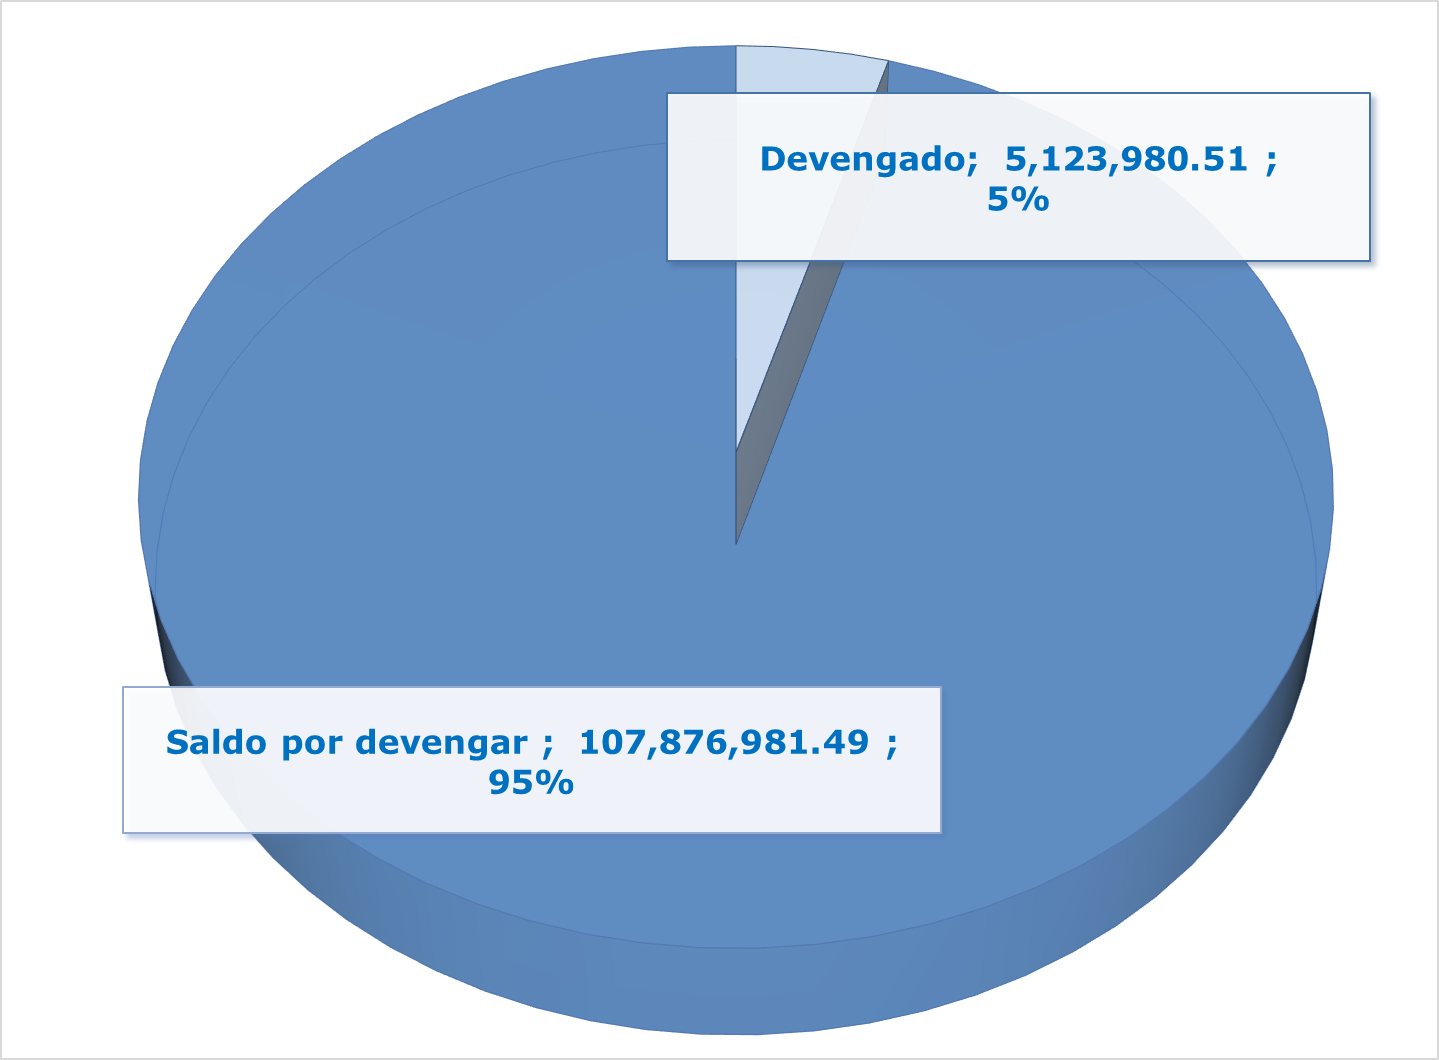 Devengado;  5,123,980.51 ;
5%
Saldo por devengar ;  107,876,981.49 ;
95%